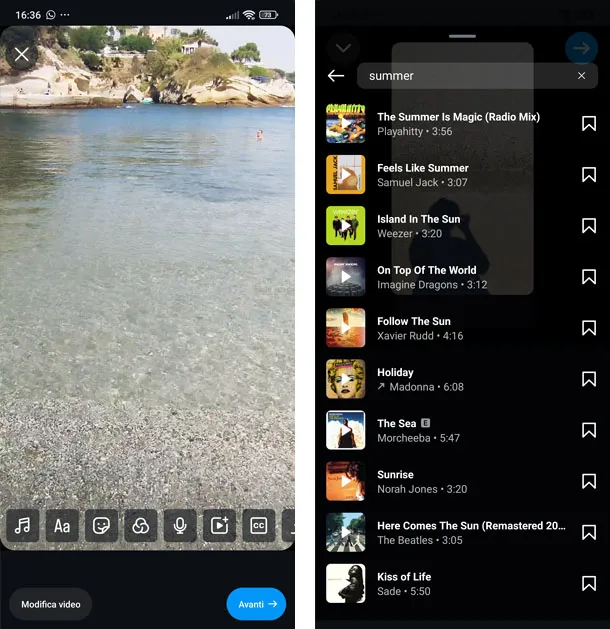 16:36
73
Aa
CC
Modifica video
Avanti
summer
The Summer Is Magic (Radio Mix)
Playahitty • 3:56
Feels Like Summer
Samuel Jack • 3:07
Island In The Sun
Weezer • 3:20
On Top Of The World
Imagine Dragons • 3:12
Follow The Sun
Xavier Rudd • 4:16
Holiday
Madonna • 6:08
The Sea E
Morcheeba • 5:47
Sunrise
Norah Jones • 3:20
Here Comes The Sun (Remastered 20...
The Beatles • 3:05
Kiss of Life
Sade • 5:50